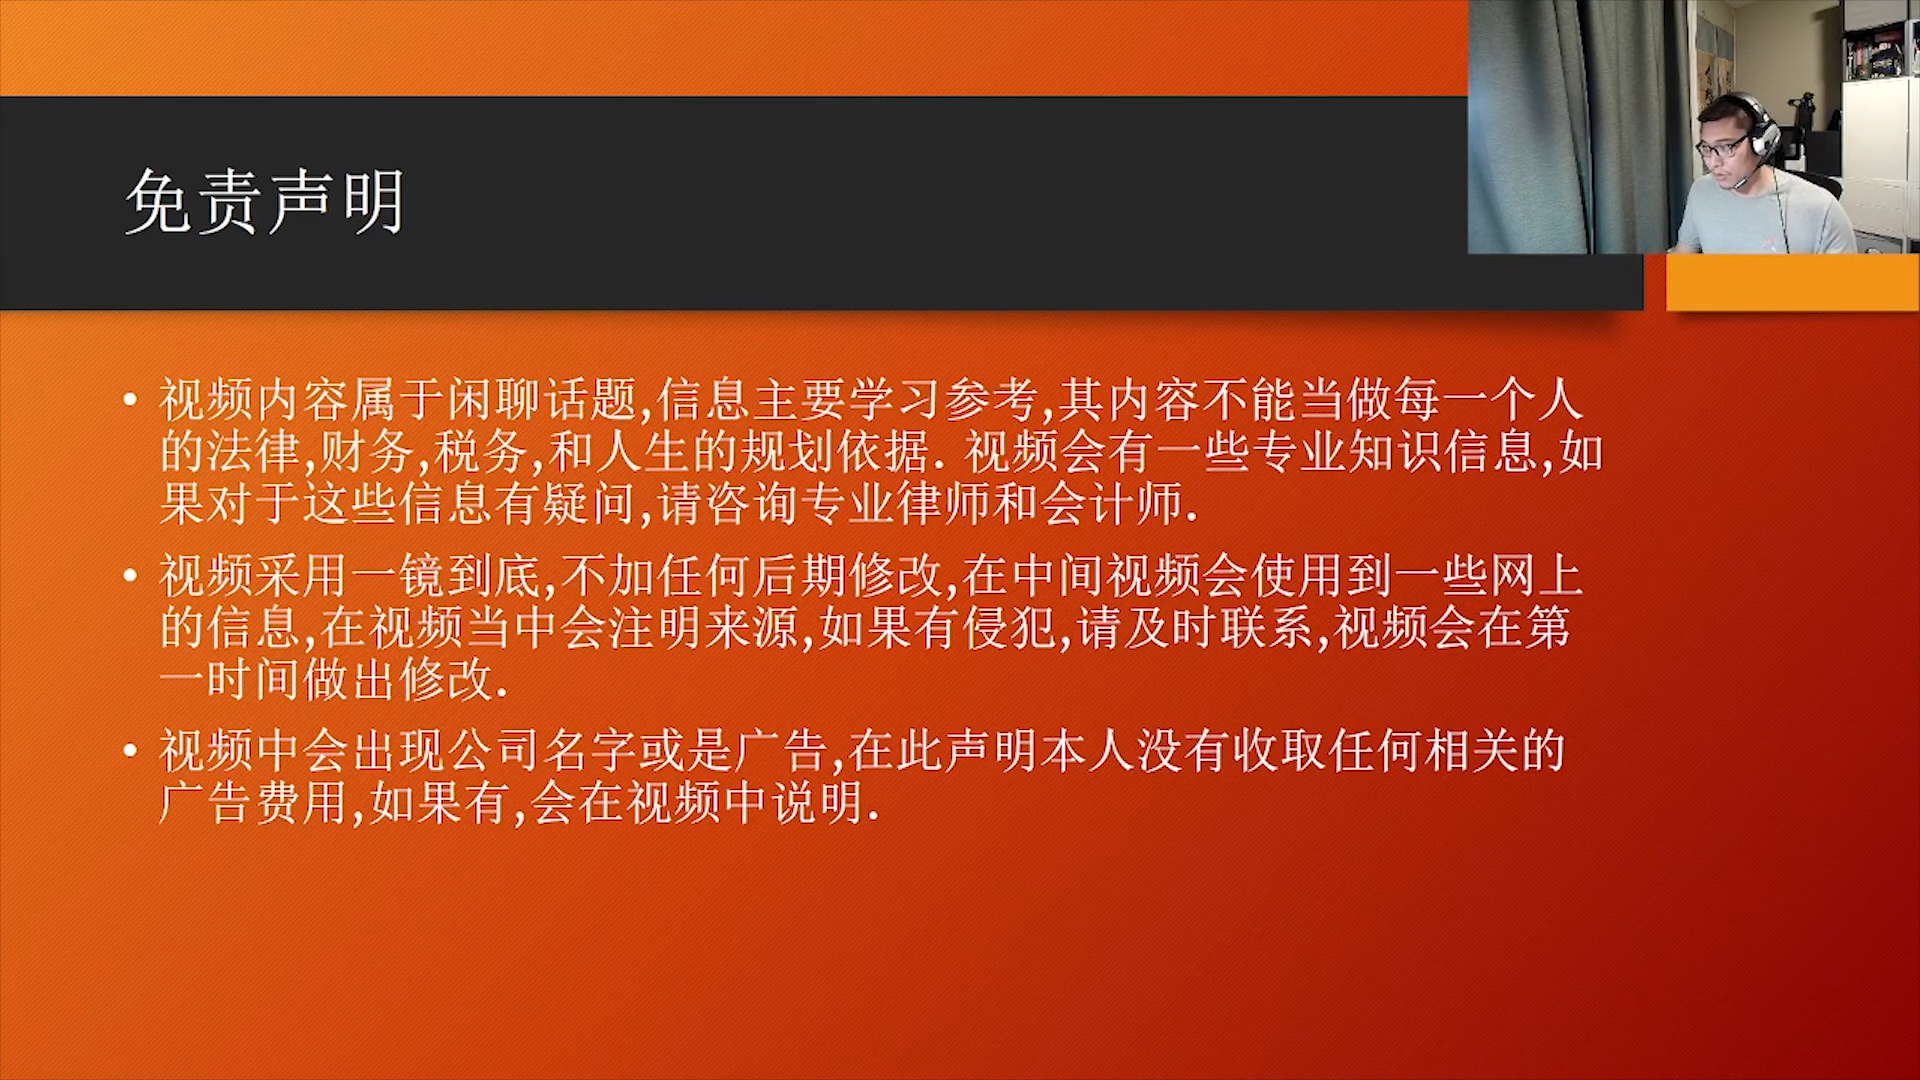 免责声明
• 视频内容属于闲聊话题,信息主要学习参考,其内容不能当做每一个人
的法律,财务,税务,和人生的规划依据. 视频会有一些专业知识信息,如
果对于这些信息有疑问,请咨询专业律师和会计师.
• 视频采用一镜到底,不加任何后期修改,在中间视频会使用到一些网上
的信息,在视频当中会注明来源,如果有侵犯,请及时联系,视频会在第
一时间做出修改.
• 视频中会出现公司名字或是广告,在此声明本人没有收取任何相关的
广告费用,如果有,会在视频中说明.